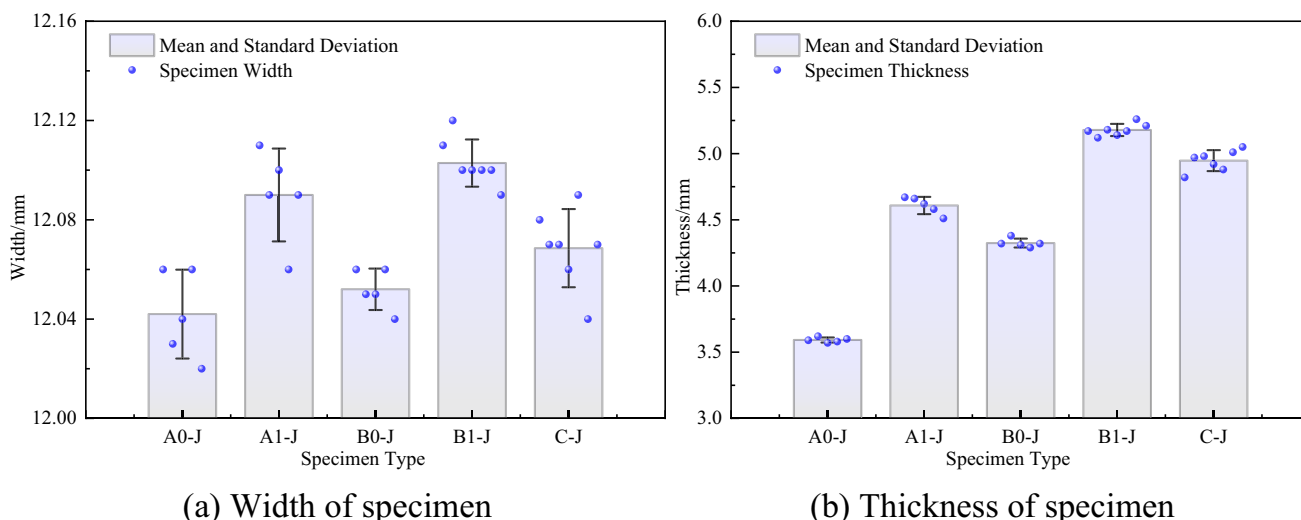 12.16
12.12
12.08
12.04
12.00
Width/mm
Mean and Standard Deviation
Specimen Width
A0-J A1-J B0-J B1-J C-J
Specimen Type
(a) Width of specimen
6.0
5.5
5.0
4.5
4.0
3.5
3.0
Thickness/mm
Mean and Standard Deviation
Specimen Thickness
A0-J A1-J B0-J B1-J C-J
Specimen Type
(b) Thickness of specimen